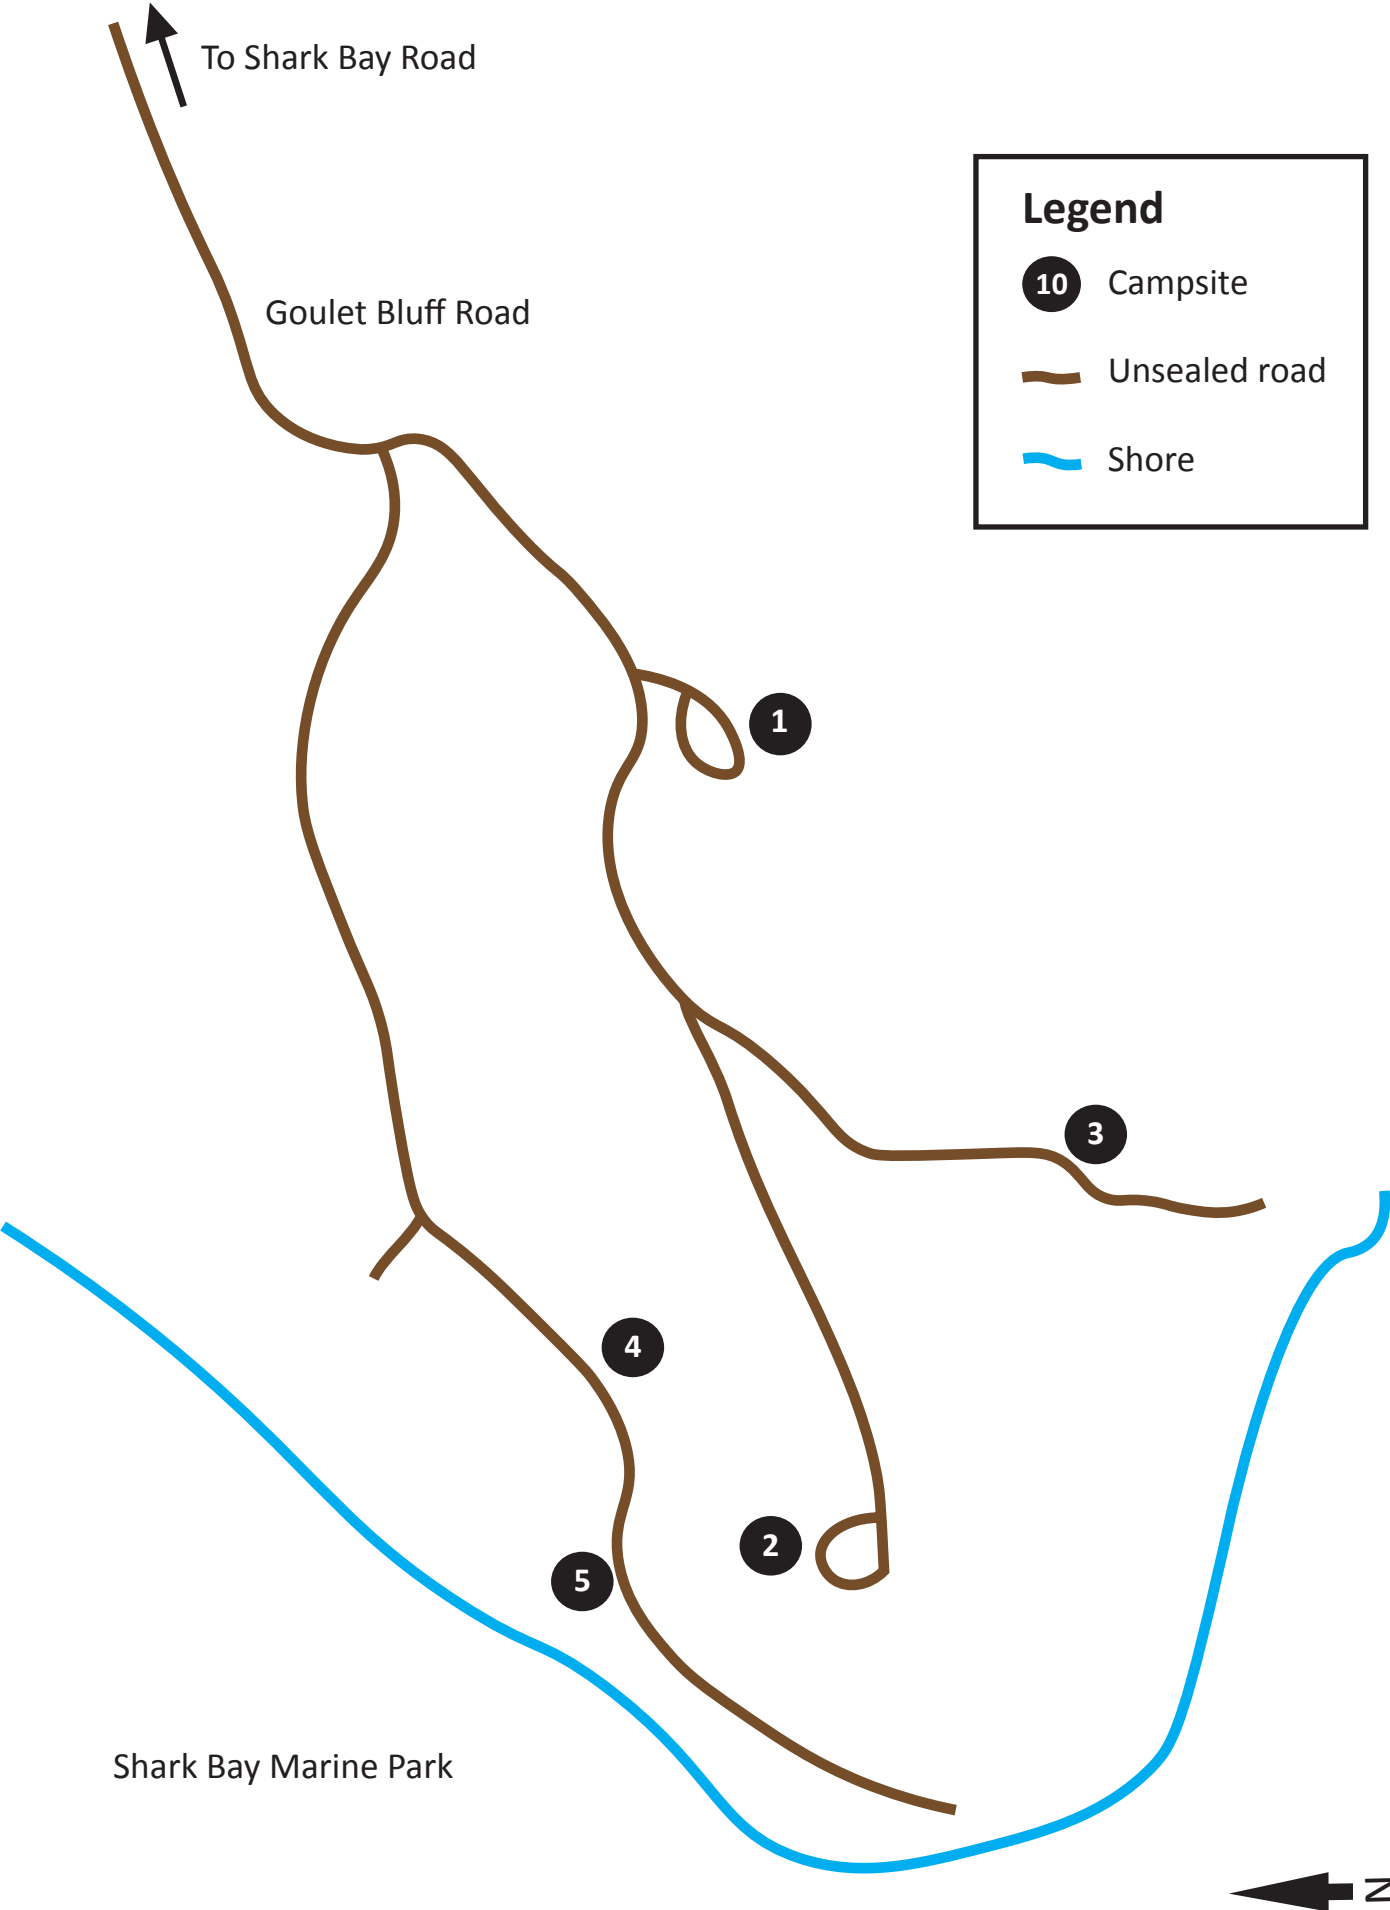 To Shark Bay Road
Goulet Bluff Road
Legend
10 Campsite
Unsealed road
Shore
1
3
4
2
5
Shark Bay Marine Park
N